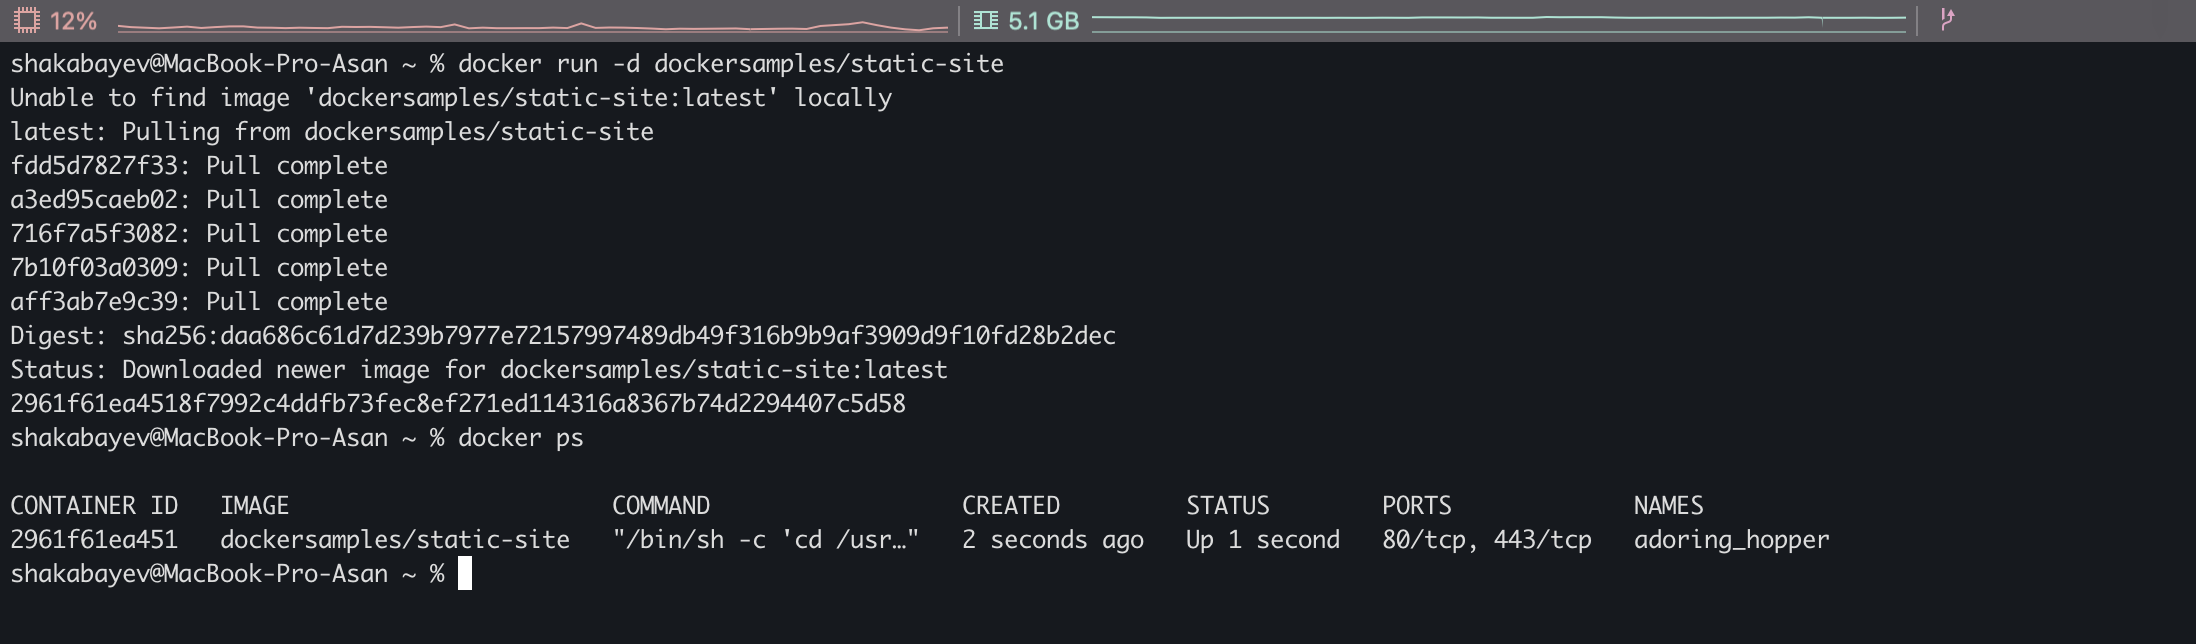 12% 5.1 GB
shakabayev@MacBook-Pro-Asan ~ % docker run -d dockersamples/static-site
Unable to find image 'dockersamples/static-site:latest' locally
latest: Pulling from dockersamples/static-site
fdd5d7827f33: Pull complete
a3ed95caeb02: Pull complete
716f7a5f3082: Pull complete
7b10f03a0309: Pull complete
aff3ab7e9c39: Pull complete
Digest: sha256:daa686c61d7d239b7977e72157997489db49f316b9b9af3909d9f10fd28b2dec
Status: Downloaded newer image for dockersamples/static-site:latest
2961f61ea4518f7992c4ddfb73fec8ef271ed114316a8367b74d2294407c5d58
shakabayev@MacBook-Pro-Asan ~ % docker ps
CONTAINER ID IMAGE COMMAND CREATED STATUS PORTS NAMES
2961f61ea451 dockersamples/static-site "/bin/sh -c 'cd /usr…" 2 seconds ago Up 1 second 80/tcp, 443/tcp adoring_hopper
shakabayev@MacBook-Pro-Asan ~ %